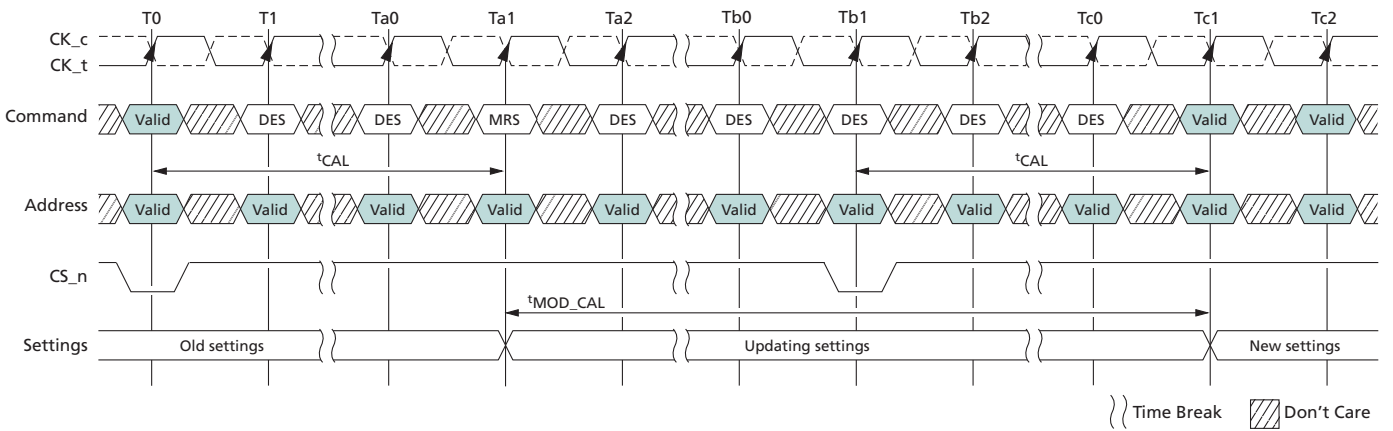 T0 T1 Ta0 Ta1 Ta2 Tb0 Tb1 Tb2 Tc0 Tc1 Tc2
CK_c
CK_t
Command Valid DES DES MRS DES DES DES DES DES Valid Valid
tCAL tCAL
Address Valid Valid Valid Valid Valid Valid Valid Valid Valid Valid Valid
CS_n
tMOD_CAL
Settings Old settings Updating settings New settings
Time Break Don't Care